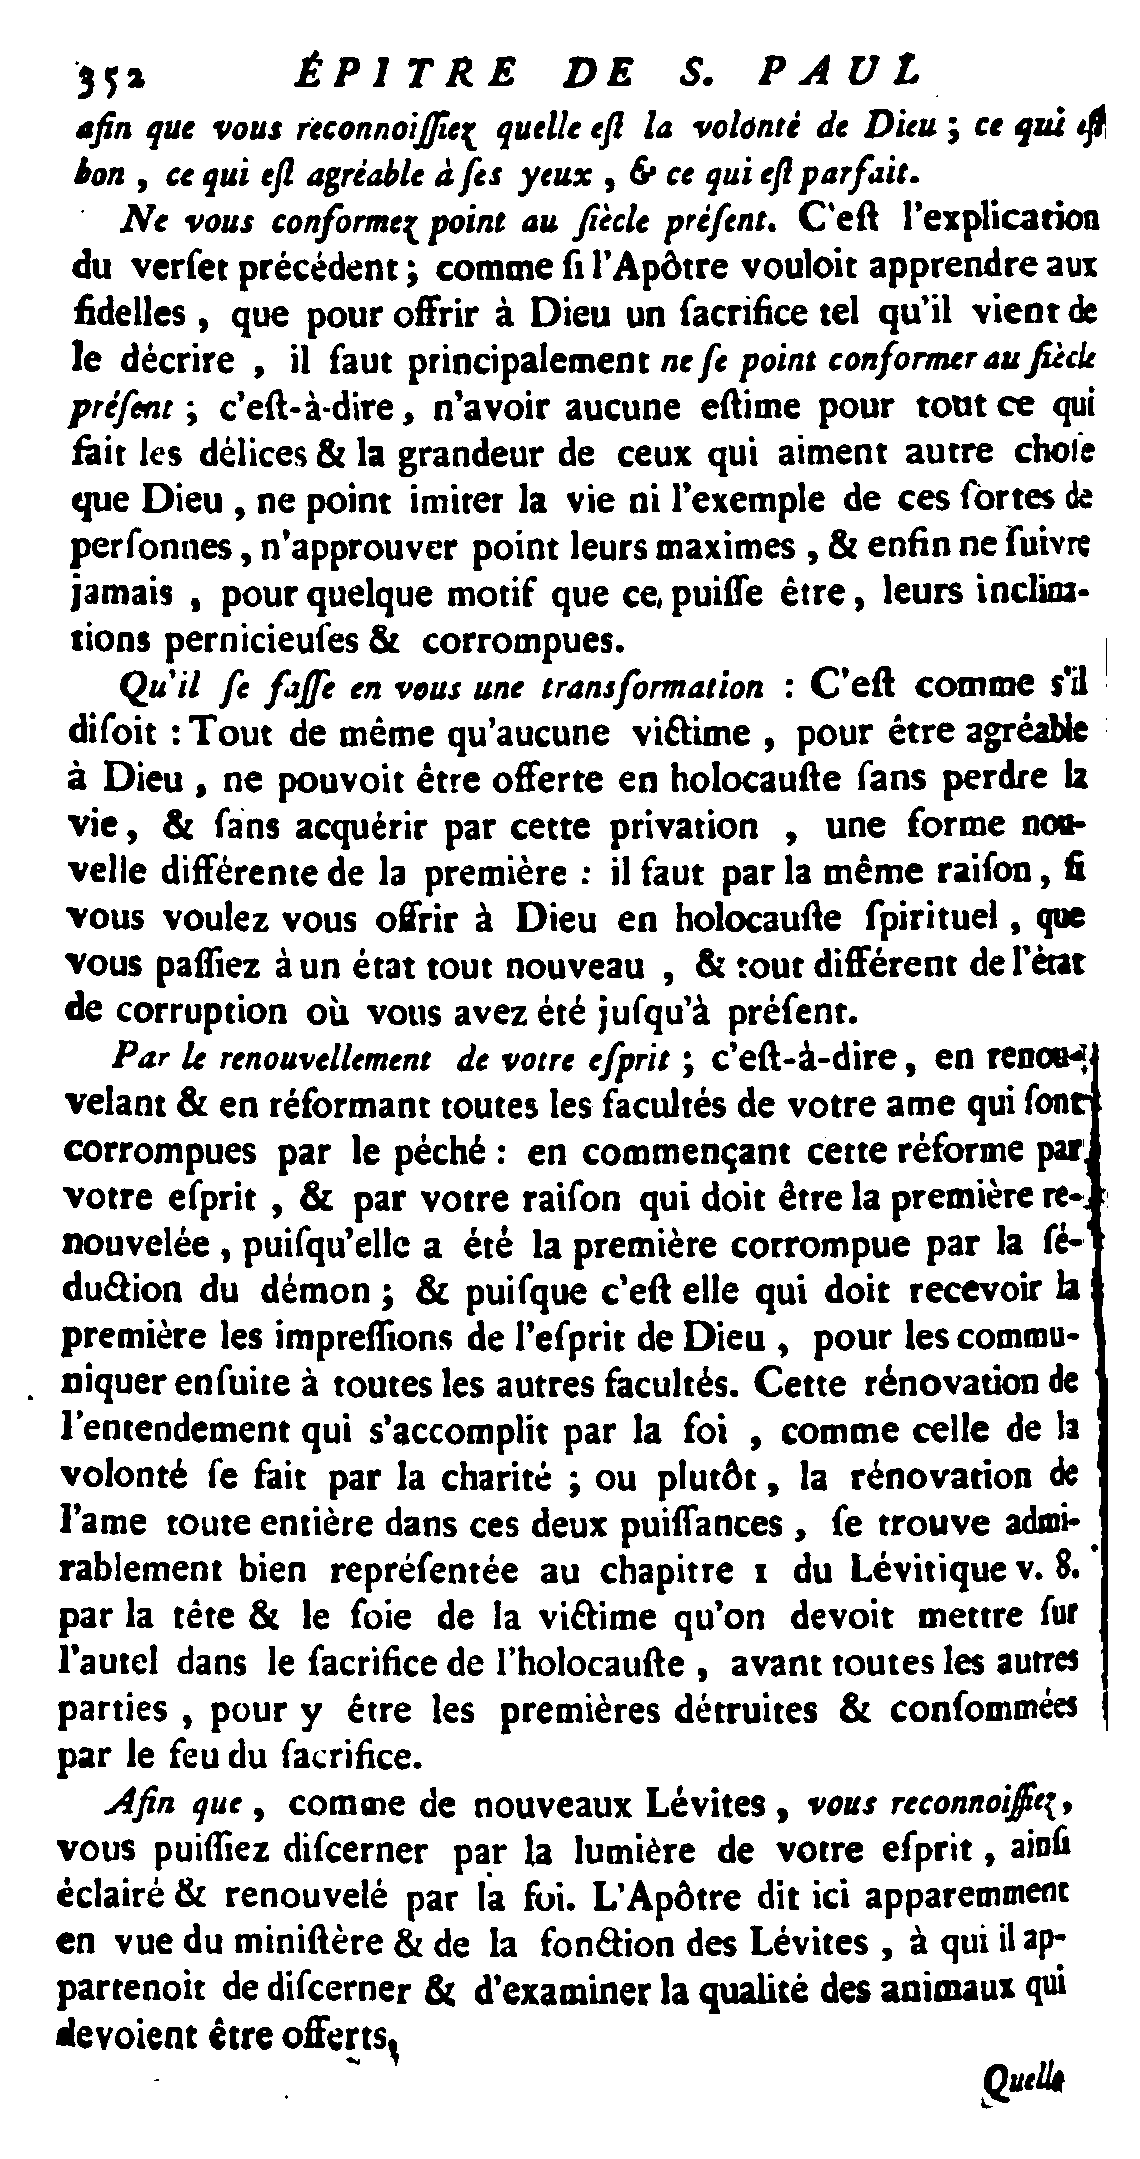 352 ÉPITRE DE S. PAUL
afin que vous reconnoiſſiez quelle eſt la volonté de Dieu ; ce qui eſt
bon , ce qui eſt agréable à ſes yeux , & ce qui eſt parfait.
Ne vous conformez point au ſiècle préſent. C'eſt l'explication
du verſet précédent ; comme ſi l'Apôtre vouloit apprendre aux
fidelles , que pour offrir à Dieu un ſacrifice tel qu'il vient de
le décrire , il faut principalement ne ſe point conformer au ſiècle
préſent ; c'eſt-à-dire , n'avoir aucune eſtime pour tout ce qui
fait les délices & la grandeur de ceux qui aiment autre choſe
que Dieu , ne point imiter la vie ni l'exemple de ces ſortes de
perſonnes , n'approuver point leurs maximes , & enfin ne ſuivre
jamais , pour quelque motif que ce puiſſe être , leurs inclina-
tions pernicieuſes & corrompues.
Qu'il ſe faſſe en vous une transformation : C'eſt comme s'il
diſoit : Tout de même qu'aucune victime , pour être agréable
à Dieu , ne pouvoit être offerte en holocauſte ſans perdre la
vie , & ſans acquérir par cette privation , une forme nou-
velle différente de la première : il faut par la même raiſon , ſi
vous voulez vous offrir à Dieu en holocauſte ſpirituel , que
vous paſſiez à un état tout nouveau , & tout différent de l'état
de corruption où vous avez été juſqu'à préſent.
Par le renouvellement de votre eſprit ; c'eſt-à-dire , en renou-
velant & en réformant toutes les facultés de votre ame qui ſont
corrompues par le péché : en commençant cette réforme par
votre eſprit , & par votre raiſon qui doit être la première re-
nouvelée , puiſqu'elle a été la première corrompue par la ſé-
duction du démon ; & puiſque c'eſt elle qui doit recevoir la
première les impreſſions de l'eſprit de Dieu , pour les commu-
niquer enſuite à toutes les autres facultés. Cette rénovation de
l'entendement qui s'accomplit par la foi , comme celle de la
volonté ſe fait par la charité ; ou plutôt , la rénovation de
l'ame toute entière dans ces deux puiſſances , ſe trouve admi-
rablement bien repréſentée au chapitre 1 du Lévitique v. 8.
par la tête & le foie de la victime qu'on devoit mettre ſur
l'autel dans le ſacrifice de l'holocauſte , avant toutes les autres
parties , pour y être les premières détruites & conſommées
par le feu du ſacrifice.
Afin que , comme de nouveaux Lévites , vous reconnoiſſiez ,
vous puiſſiez diſcerner par la lumière de votre eſprit , ainſi
éclairé & renouvelé par la foi. L'Apôtre dit ici apparemment
en vue du miniſtère & de la fonction des Lévites , à qui il ap-
partenoit de diſcerner & d'examiner la qualité des animaux qui
devoient être offerts.
Quelle